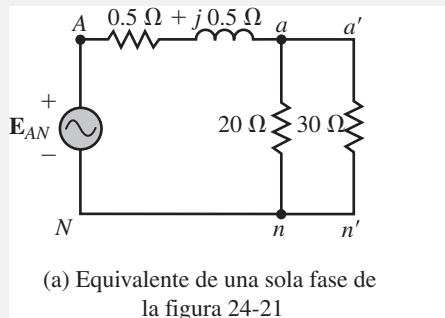 A 0.5 Ω + j 0.5 Ω a a′
+
E_AN 20 Ω 30 Ω
−
N n n′
(a) Equivalente de una sola fase de
la figura 24-21